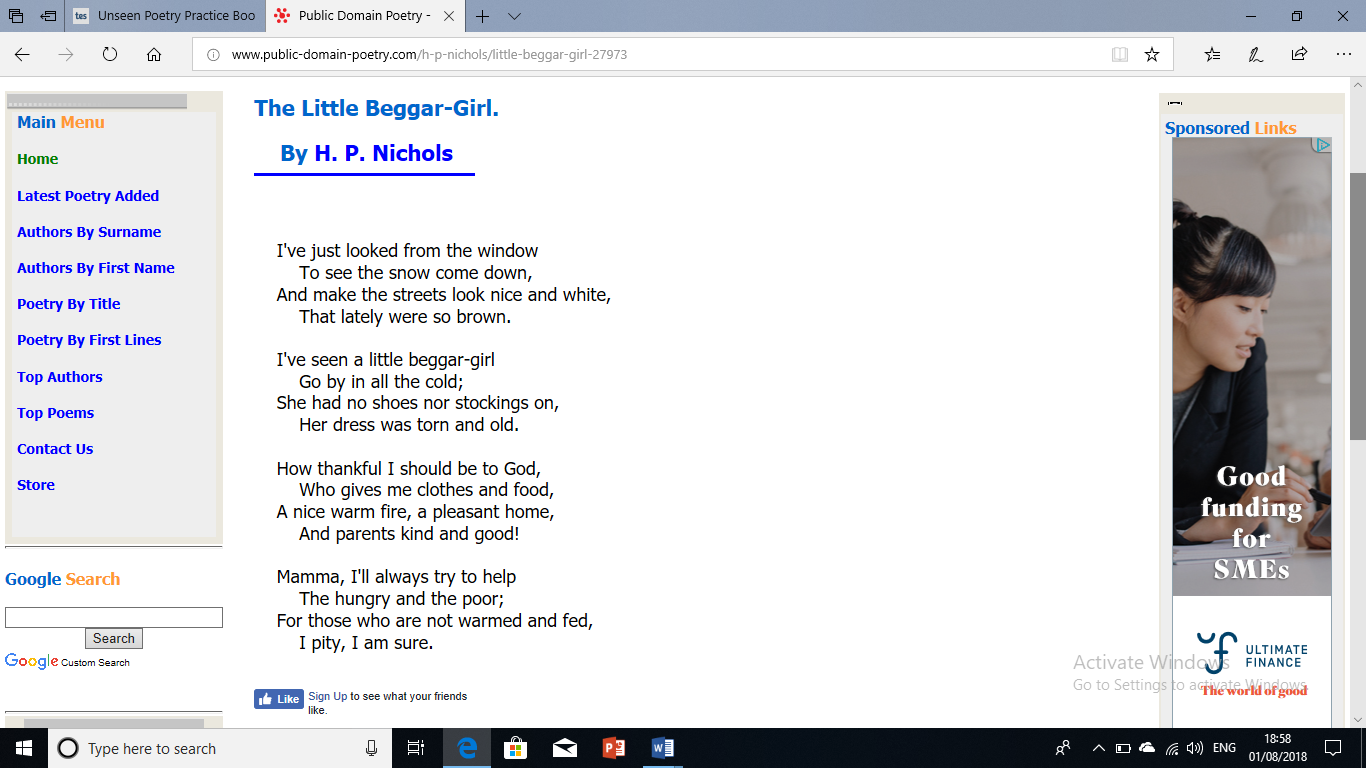 Unseen Poetry Practice Boo
Public Domain Poetry -
www.public-domain-poetry.com/h-p-nichols/little-beggar-girl-27973
Main Menu
Home
Latest Poetry Added
Authors By Surname
Authors By First Name
Poetry By Title
Poetry By First Lines
Top Authors
Top Poems
Contact Us
Store
Google Search
Search
Google Custom Search
The Little Beggar-Girl.
By H. P. Nichols
I've just looked from the window
To see the snow come down,
And make the streets look nice and white,
That lately were so brown.
I've seen a little beggar-girl
Go by in all the cold;
She had no shoes nor stockings on,
Her dress was torn and old.
How thankful I should be to God,
Who gives me clothes and food,
A nice warm fire, a pleasant home,
And parents kind and good!
Mamma, I'll always try to help
The hungry and the poor;
For those who are not warmed and fed,
I pity, I am sure.
Like
Sign Up to see what your friends
like.
Sponsored Links
Good
funding
for
SMEs
ULTIMATE
FINANCE
The world of good
Activate Windows
Go to Settings to activate Windows.
Type here to search
ENG
18:58
01/08/2018